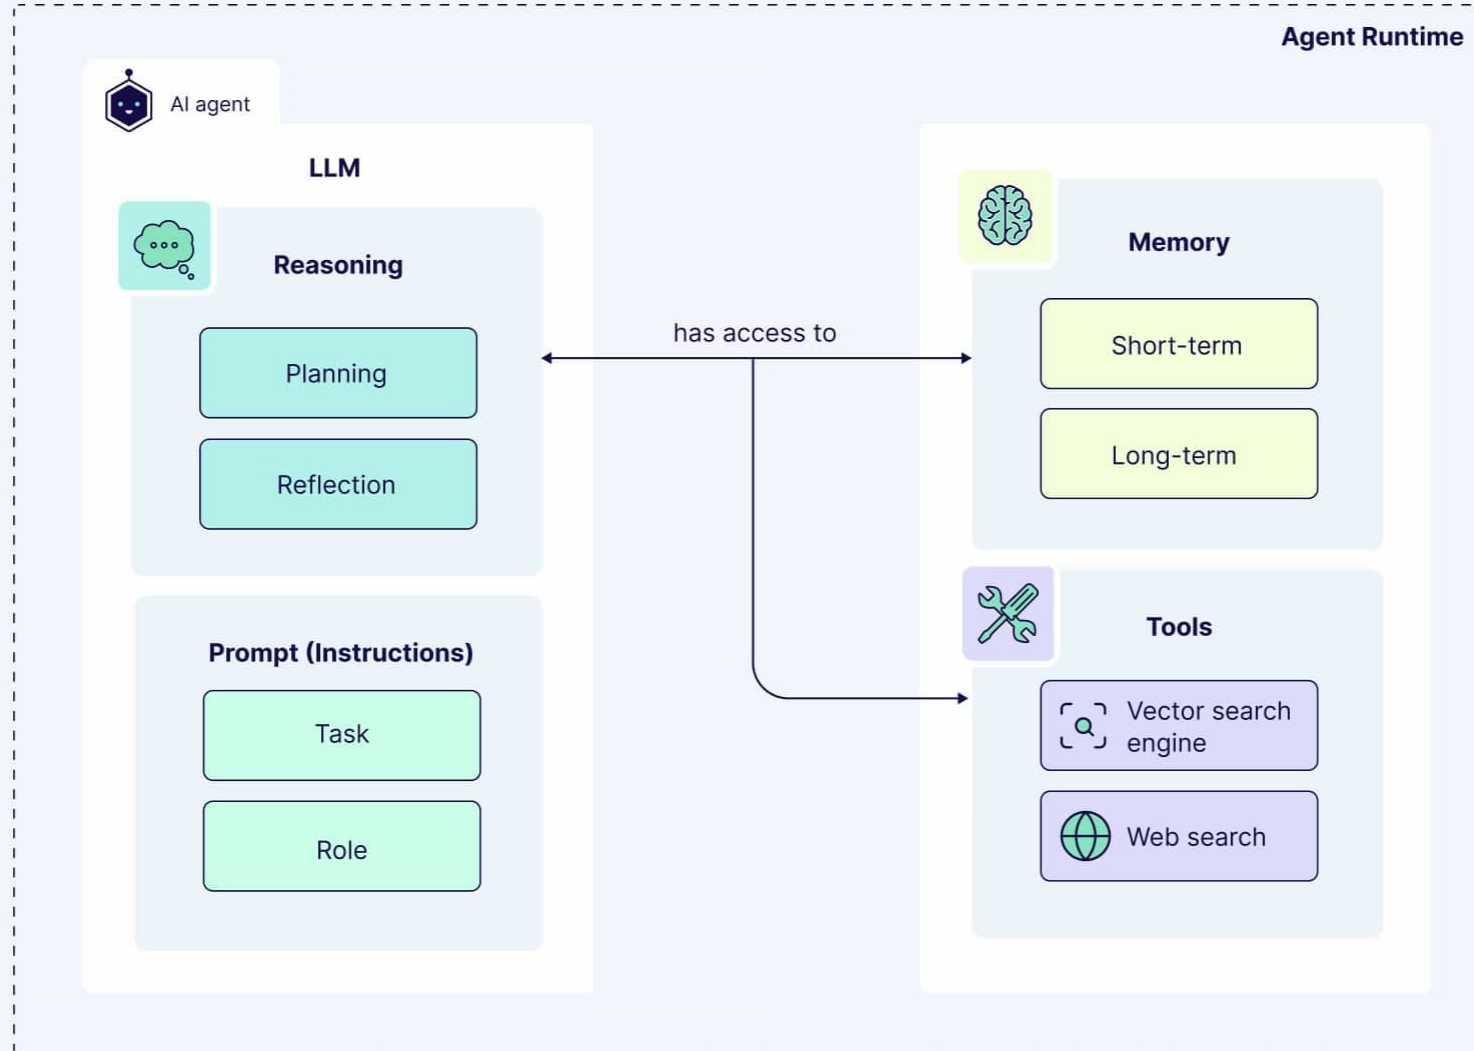 Agent Runtime
AI agent
LLM
Reasoning
Planning
Reflection
Prompt (Instructions)
Task
Role
has access to
Memory
Short-term
Long-term
Tools
Vector search
engine
Web search